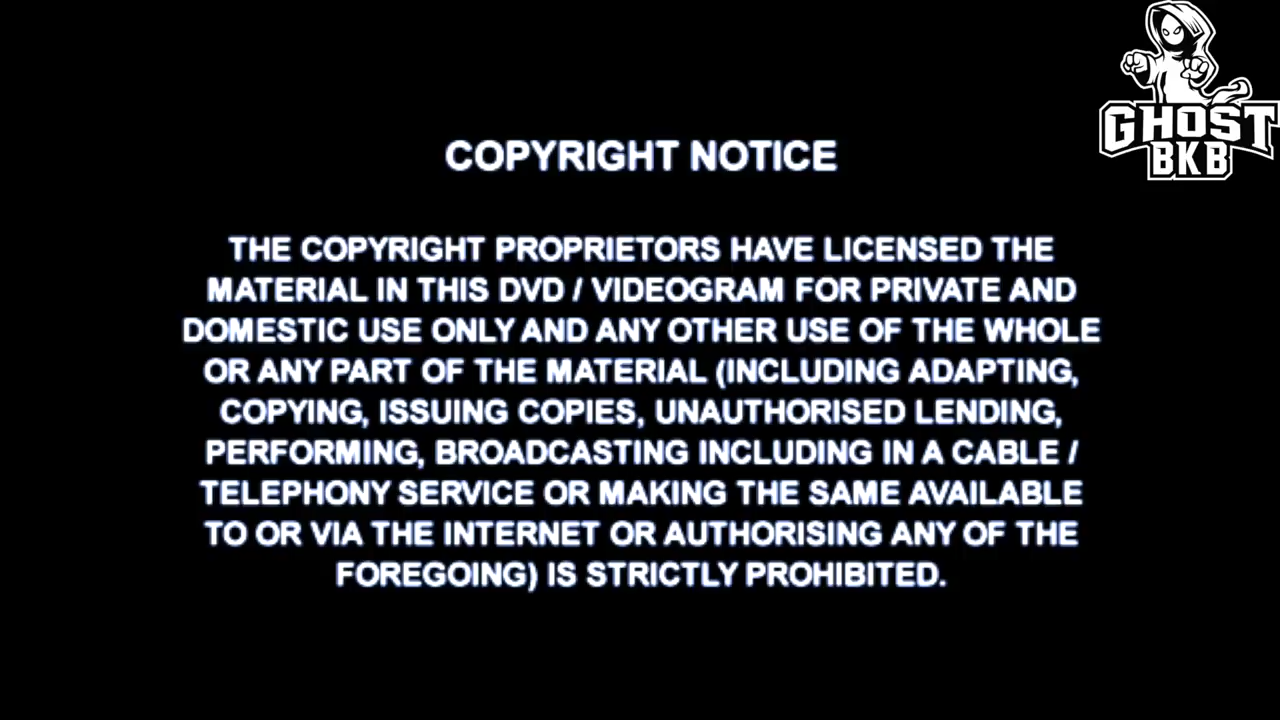 GHOST
BKB
COPYRIGHT NOTICE
THE COPYRIGHT PROPRIETORS HAVE LICENSED THE
MATERIAL IN THIS DVD / VIDEOGRAM FOR PRIVATE AND
DOMESTIC USE ONLY AND ANY OTHER USE OF THE WHOLE
OR ANY PART OF THE MATERIAL (INCLUDING ADAPTING,
COPYING, ISSUING COPIES, UNAUTHORISED LENDING,
PERFORMING, BROADCASTING INCLUDING IN A CABLE /
TELEPHONY SERVICE OR MAKING THE SAME AVAILABLE
TO OR VIA THE INTERNET OR AUTHORISING ANY OF THE
FOREGOING) IS STRICTLY PROHIBITED.